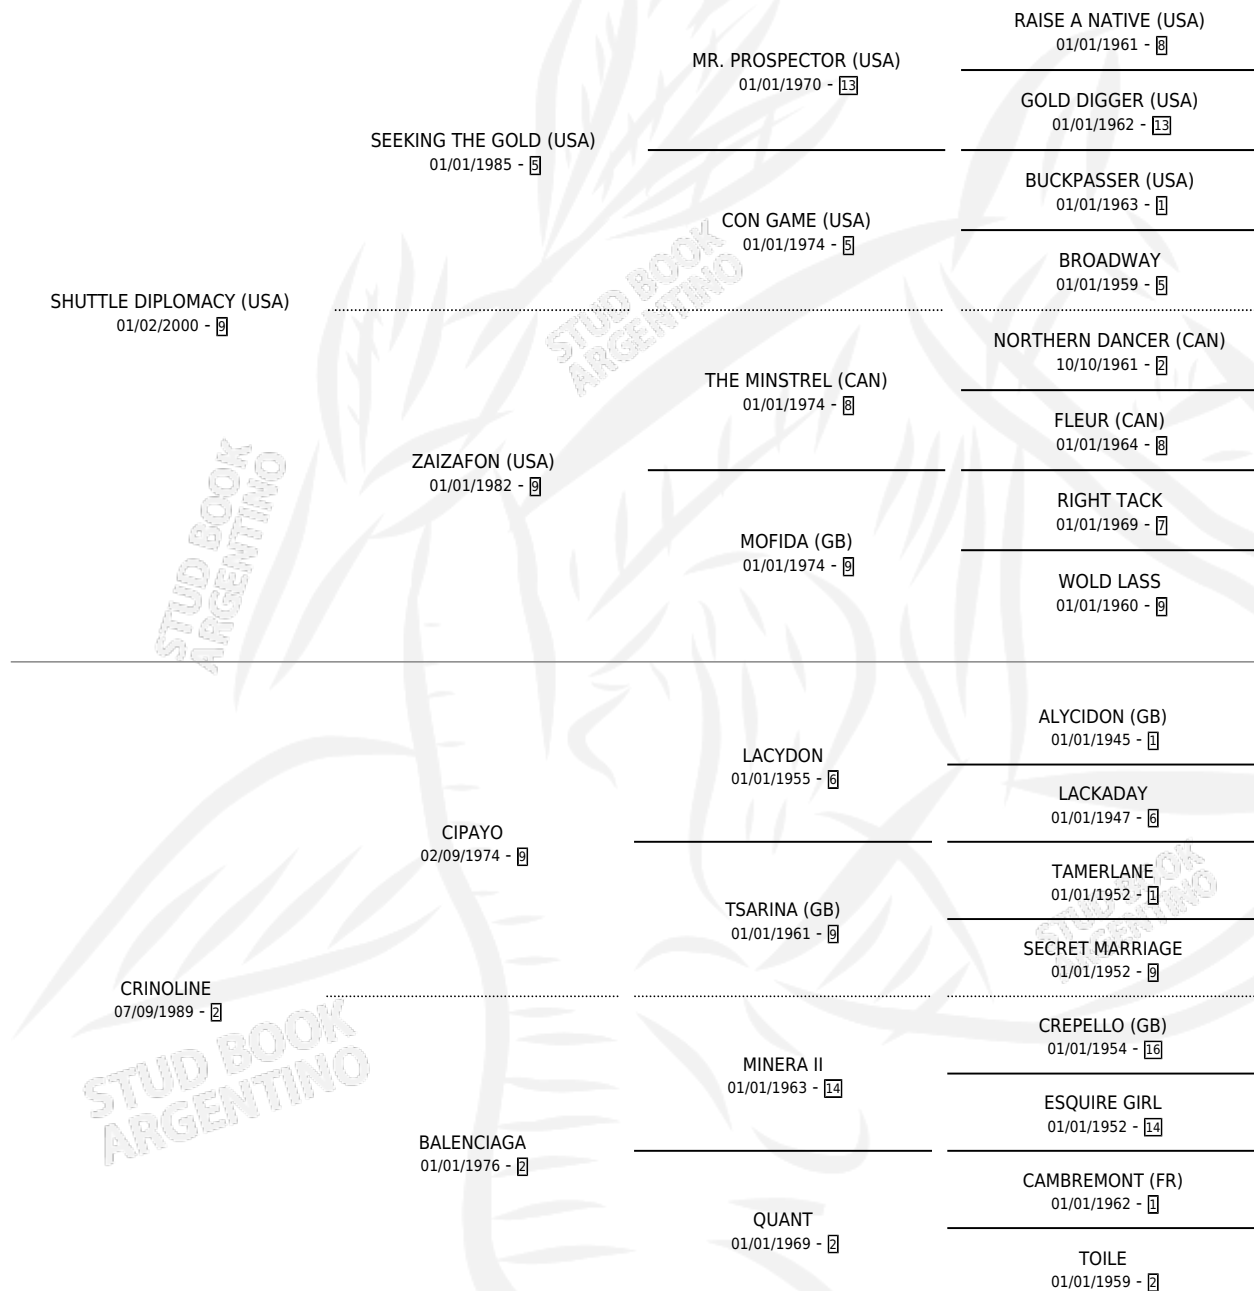 RAISE A NATIVE (USA)
01/01/1961 - 8
MR. PROSPECTOR (USA)
01/01/1970 - 13
GOLD DIGGER (USA)
01/01/1962 - 13
SEEKING THE GOLD (USA)
01/01/1985 - 5
BUCKPASSER (USA)
01/01/1963 - 1
CON GAME (USA)
01/01/1974 - 5
BROADWAY
01/01/1959 - 5
SHUTTLE DIPLOMACY (USA)
01/02/2000 - 9
STUD BOOK
ARGENTINO
NORTHERN DANCER (CAN)
10/10/1961 - 2
THE MINSTREL (CAN)
01/01/1974 - 8
FLEUR (CAN)
01/01/1964 - 8
ZAIZAFON (USA)
01/01/1982 - 9
RIGHT TACK
01/01/1969 - 7
MOFIDA (GB)
01/01/1974 - 9
WOLD LASS
01/01/1960 - 9
STUD BOOK
ARGENTINO
ALYCIDON (GB)
01/01/1945 - 1
LACYDON
01/01/1955 - 6
LACKADAY
01/01/1947 - 6
CIPAYO
02/09/1974 - 9
TAMERLANE
01/01/1952 - 1
TSARINA (GB)
01/01/1961 - 9
SECRET MARRIAGE
01/01/1952 - 9
STUD BOOK
ARGENTINO
CRINOLINE
07/09/1989 - 2
CREPELLO (GB)
01/01/1954 - 16
MINERA II
01/01/1963 - 14
ESQUIRE GIRL
01/01/1952 - 14
STUD BOOK
ARGENTINO
BALENCIAGA
01/01/1976 - 2
CAMBREMONT (FR)
01/01/1962 - 1
QUANT
01/01/1969 - 2
TOILE
01/01/1959 - 2